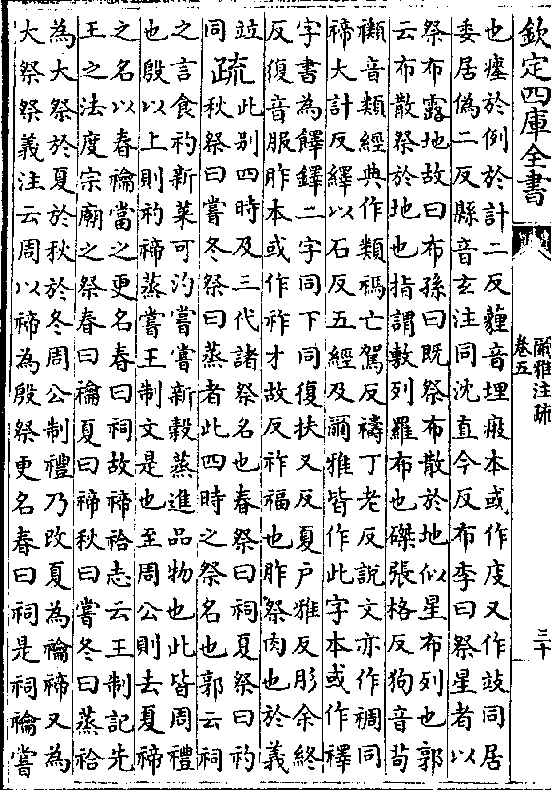 欽定四庫全書
爾雅注疏
卷五
三十
也瘞於例於計二反薶音埋㾗本或作度又作攱同居
委居偽二反縣音玄注同沈直今反布李曰祭星者以
祭布露地故曰布孫曰既祭布散於地似星布列也郭
云布散祭於地也指謂敷列羅布也磔張格反狗音苟
禷音類經典作類禡亡駕反禱丁老反說文亦作禂同
禘大計反繹以石反五經及爾雅皆作此字本或作襗
字書為鐸二字同下同復扶又反夏戶雅反肜余終
反復音服胙本或作祚才故反祚福也胙祭肉也於義
竝疏此别四時及三代諸祭名也春祭曰祠夏祭曰礿
同秋祭曰嘗冬祭曰蒸者此四時之祭名也郭云祠
之言食礿新菜可汋嘗嘗新穀蒸進品物也此皆周禮
也殷以上則礿禘蒸嘗王制文是也至周公則去夏禘
之名以春禴當之更名春曰祠故禘祫志云王制記先
王之法度宗廟之祭春曰禴夏曰禘秋曰嘗冬曰蒸祫
為大祭於夏於秋於冬周公制禮乃改夏為禴禘又為
大祭祭義注云周以禘為殷祭更名春曰祠是祠禴嘗